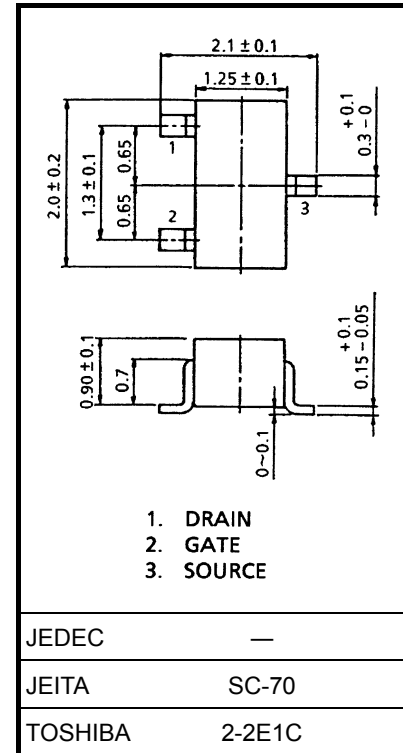 2.1 ± 0.1
1.25 ± 0.1
2.0 ± 0.2
1.3 ± 0.1
0.65
0.65
1
2
3
+ 0.1
0.3 – 0
0.90 ± 0.1
0.7
0~0.1
+ 0.1
0.15 – 0.05
1. DRAIN
2. GATE
3. SOURCE
JEDEC —
JEITA SC-70
TOSHIBA 2-2E1C